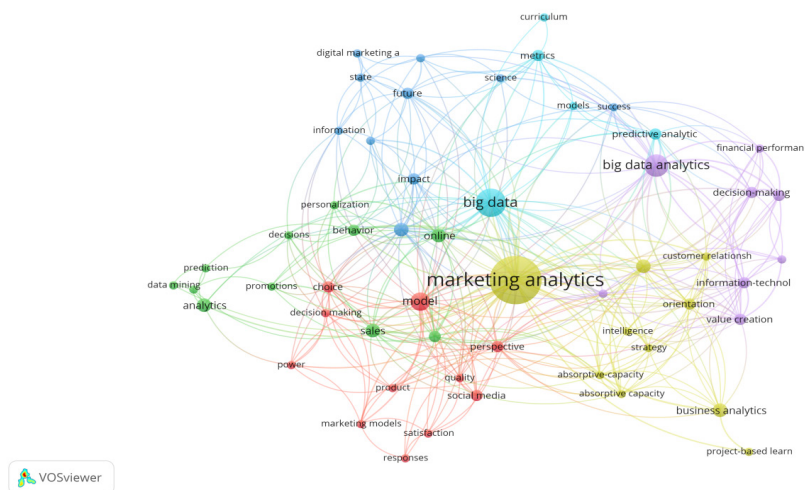 curriculum
digital marketing a
metrics
state
science
future
models
success
information
predictive analytic
financial performan
big data analytics
impact
decision-making
personalization
big data
behavior
online
decisions
customer relationsh
prediction
marketing analytics
data mining
promotions
choice
information-technol
analytics
model
orientation
decision making
value creation
sales
intelligence
perspective
strategy
power
absorptive-capacity
quality
product
social media
absorptive capacity
business analytics
marketing models
satisfaction
project-based learn
responses
VOSviewer